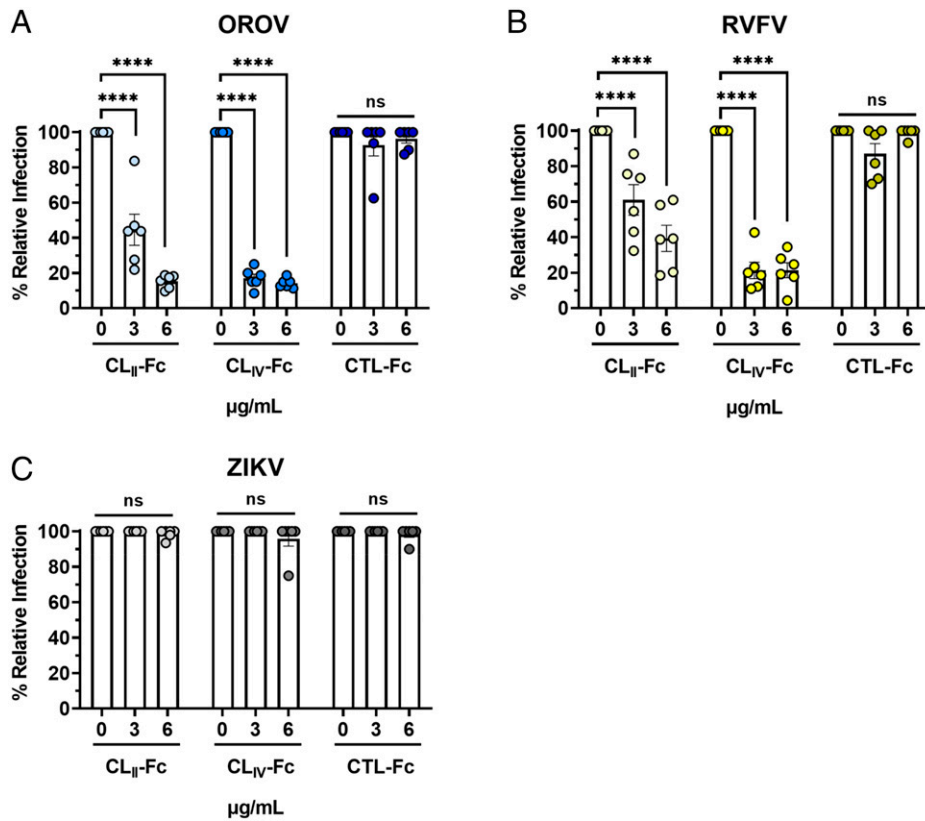 A
OROV
**** **** ns
**** ****
% Relative Infection
100
80
60
40
20
0
0 3 6 0 3 6 0 3 6
CLII-Fc CLIV-Fc CTL-Fc
µg/mL
B
RVFV
**** **** ns
**** ****
% Relative Infection
100
80
60
40
20
0
0 3 6 0 3 6 0 3 6
CLII-Fc CLIV-Fc CTL-Fc
µg/mL
C
ZIKV
ns ns ns
% Relative Infection
100
80
60
40
20
0
0 3 6 0 3 6 0 3 6
CLII-Fc CLIV-Fc CTL-Fc
µg/mL